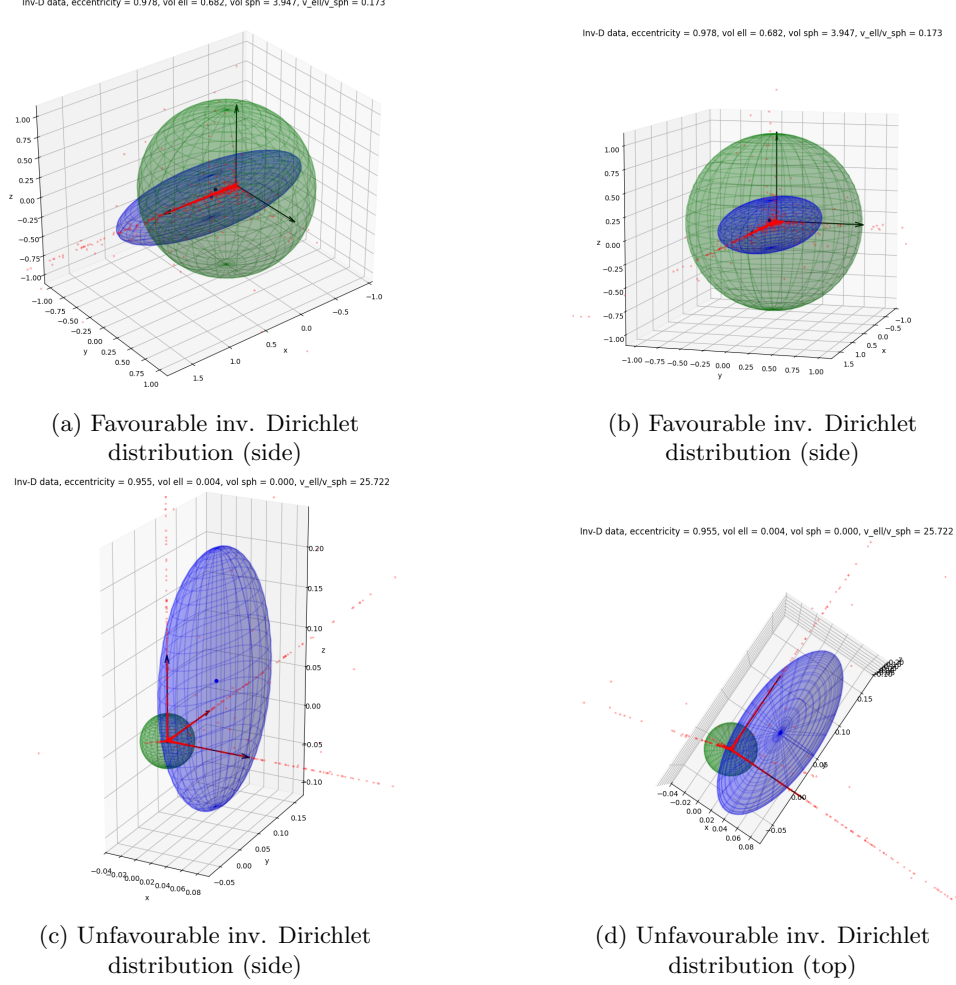 Inv-D data, eccentricity = 0.978, vol ell = 0.682, vol sph = 3.947, v_ell/v_sph = 0.173
1.00
0.75
0.50
0.25
0.00
−0.25
−0.50
−0.75
−1.00
z
−1.00
−0.75
−0.50
−0.25
0.00
0.25
0.50
0.75
1.00
y
1.5
1.0
0.5
0.0
−0.5
−1.0
x
(a) Favourable inv. Dirichlet
distribution (side)
Inv-D data, eccentricity = 0.978, vol ell = 0.682, vol sph = 3.947, v_ell/v_sph = 0.173
1.00
0.75
0.50
0.25
0.00
−0.25
−0.50
−0.75
−1.00
z
−1.00 −0.75 −0.50 −0.25 0.00 0.25 0.50 0.75 1.00
y
1.5
1.0
0.5
0.0
−0.5
−1.0
x
(b) Favourable inv. Dirichlet
distribution (side)
Inv-D data, eccentricity = 0.955, vol ell = 0.004, vol sph = 0.000, v_ell/v_sph = 25.722
0.20
0.15
0.10
0.05
0.00
−0.05
−0.10
z
−0.04 −0.02 0.00 0.02 0.04 0.06 0.08
x
−0.05
0.00
0.05
0.10
0.15
y
(c) Unfavourable inv. Dirichlet
distribution (side)
Inv-D data, eccentricity = 0.955, vol ell = 0.004, vol sph = 0.000, v_ell/v_sph = 25.722
0.15
0.10
0.05
0.00
−0.05
y
−0.04
−0.02
0.00
0.02
0.04
0.06
0.08
x
(d) Unfavourable inv. Dirichlet
distribution (top)